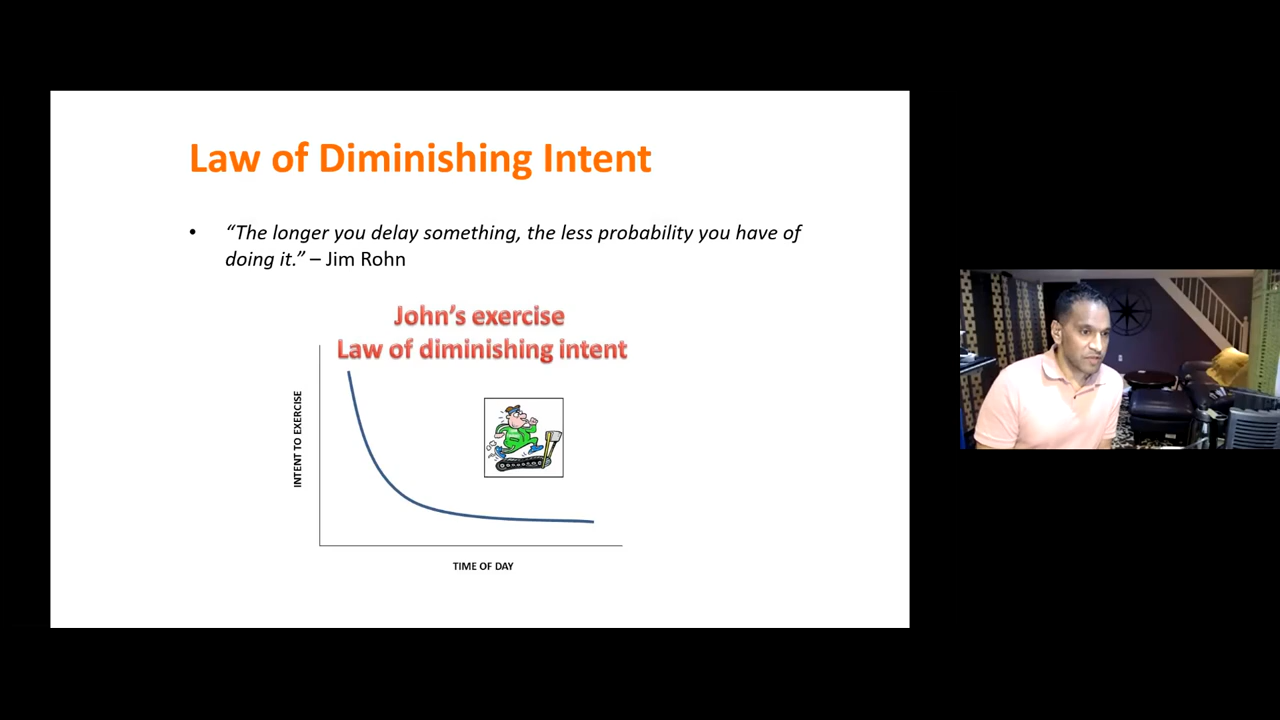 Law of Diminishing Intent
• “The longer you delay something, the less probability you have of
doing it.” – Jim Rohn
John’s exercise
Law of diminishing intent
INTENT TO EXERCISE
TIME OF DAY